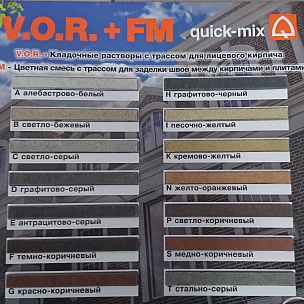 V.O.R. + FM quick-mix
V.O.R. - Кладочные растворы с трассом для лицевого кирпича
М - Цветная смесь с трассом для заделки швов между кирпичами и плитами
A алебастрово-белый
H графитово-черный
B светло-бежевый
I песочно-желтый
C светло-серый
K кремово-желтый
D графитово-серый
N желто-оранжевый
E антрацитово-серый
P светло-коричневый
F темно-коричневый
S медно-коричневый
G красно-коричневый
T стально-серый